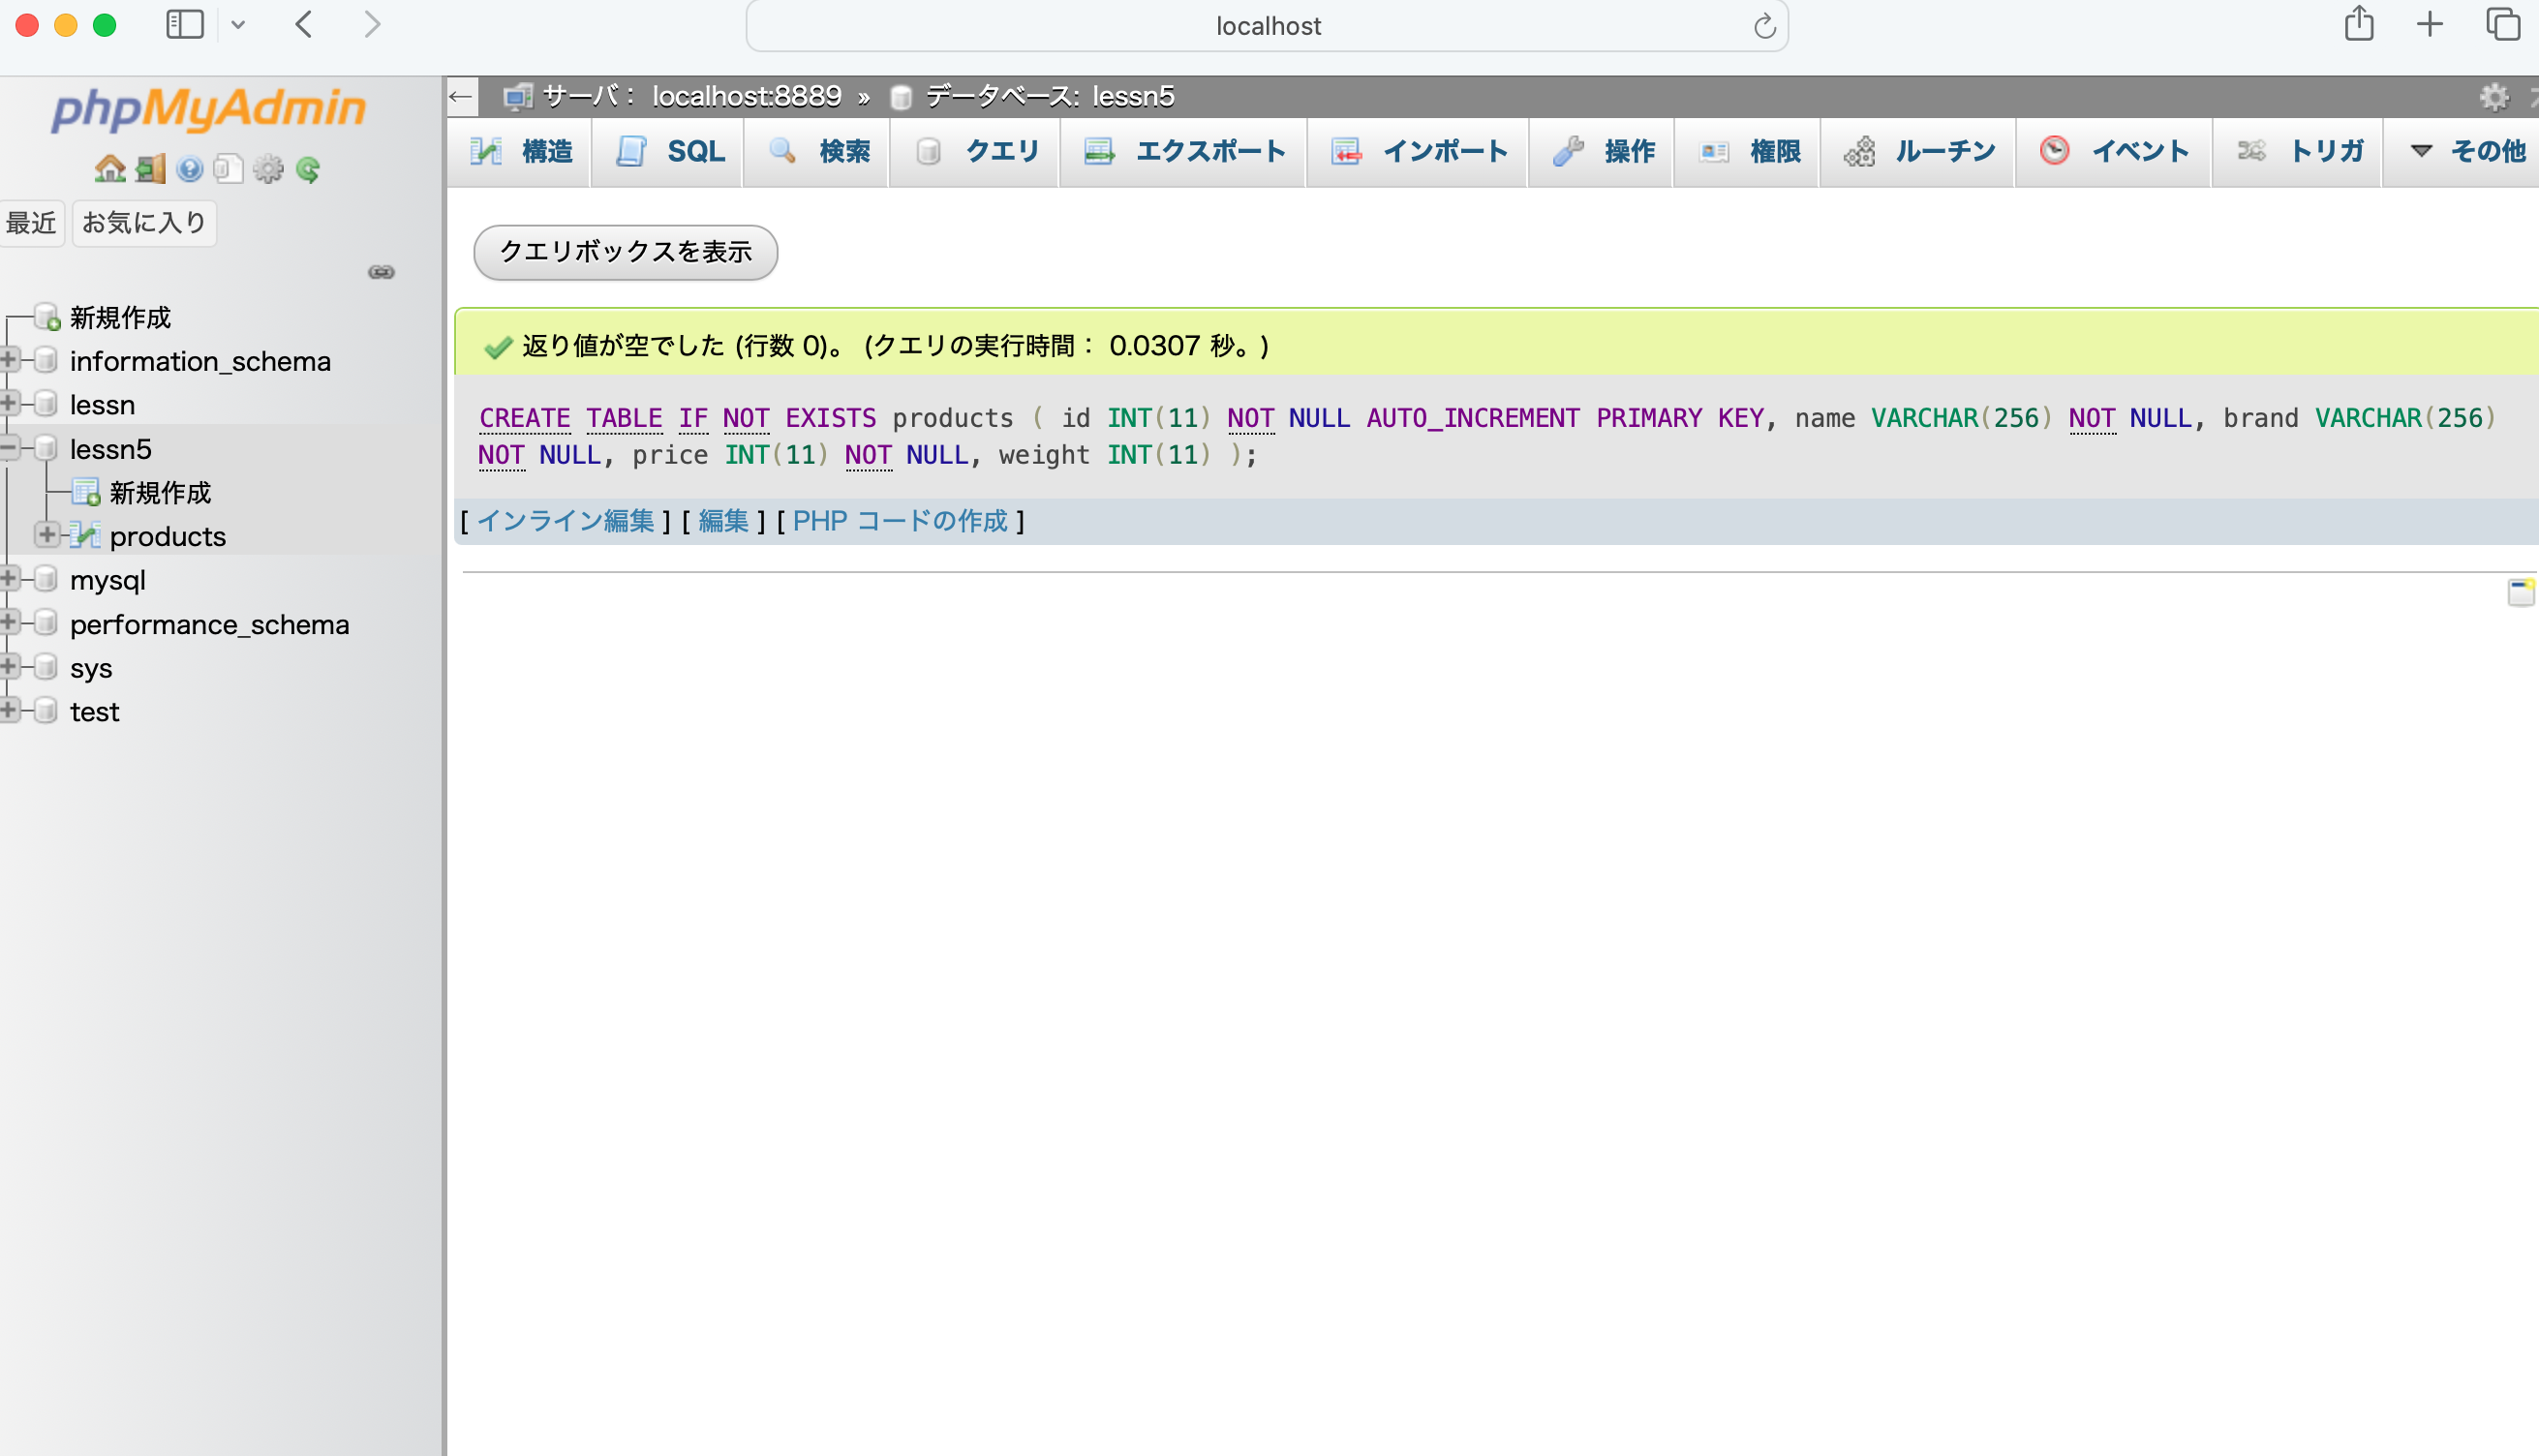 localhost
phpMyAdmin
最近 お気に入り
新規作成
information_schema
lessn
lessn5
新規作成
products
mysql
performance_schema
sys
test
サーバ： localhost:8889 » データベース: lessn5
構造 SQL 検索 クエリ エクスポート インポート 操作 権限 ルーチン イベント トリガ その他
クエリボックスを表示
返り値が空でした (行数 0)。 (クエリの実行時間： 0.0307 秒。)
CREATE TABLE IF NOT EXISTS products ( id INT(11) NOT NULL AUTO_INCREMENT PRIMARY KEY, name VARCHAR(256) NOT NULL, brand VARCHAR(256)
NOT NULL, price INT(11) NOT NULL, weight INT(11) );
[ インライン編集 ] [ 編集 ] [ PHP コードの作成 ]